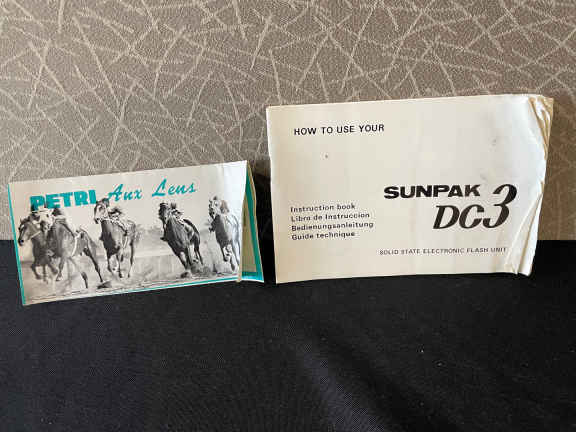 PETRI Aux Lens
HOW TO USE YOUR
SUNPAK
DC3
Instruction book
Libro de Instruccion
Bedienungsanleitung
Guide technique
SOLID STATE ELECTRONIC FLASH UNIT